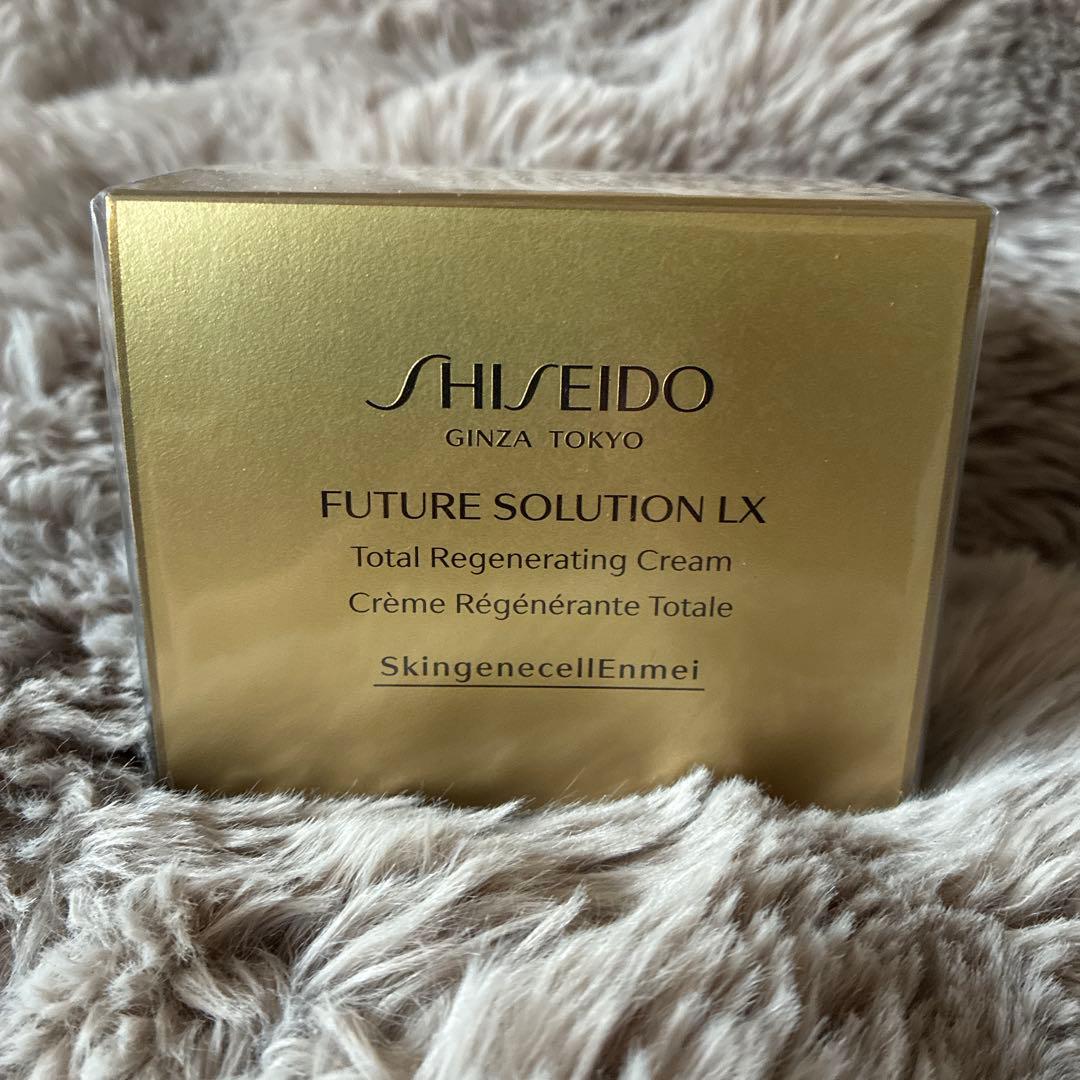 SHISEIDO
GINZA TOKYO
FUTURE SOLUTION LX
Total Regenerating Cream
Crème Régénérante Totale
SkingenecellEnmei